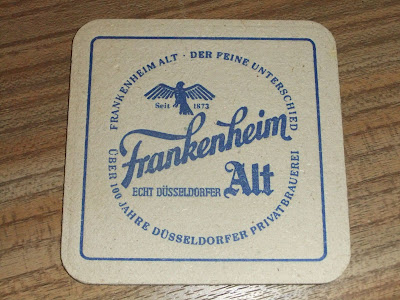 FRANKENHEIM ALT · DER FEINE UNTERSCHIED
Seit 1873
Frankenheim
ECHT DÜSSELDORFER Alt
ÜBER 100 JAHRE DÜSSELDORFER PRIVATBRAUEREI